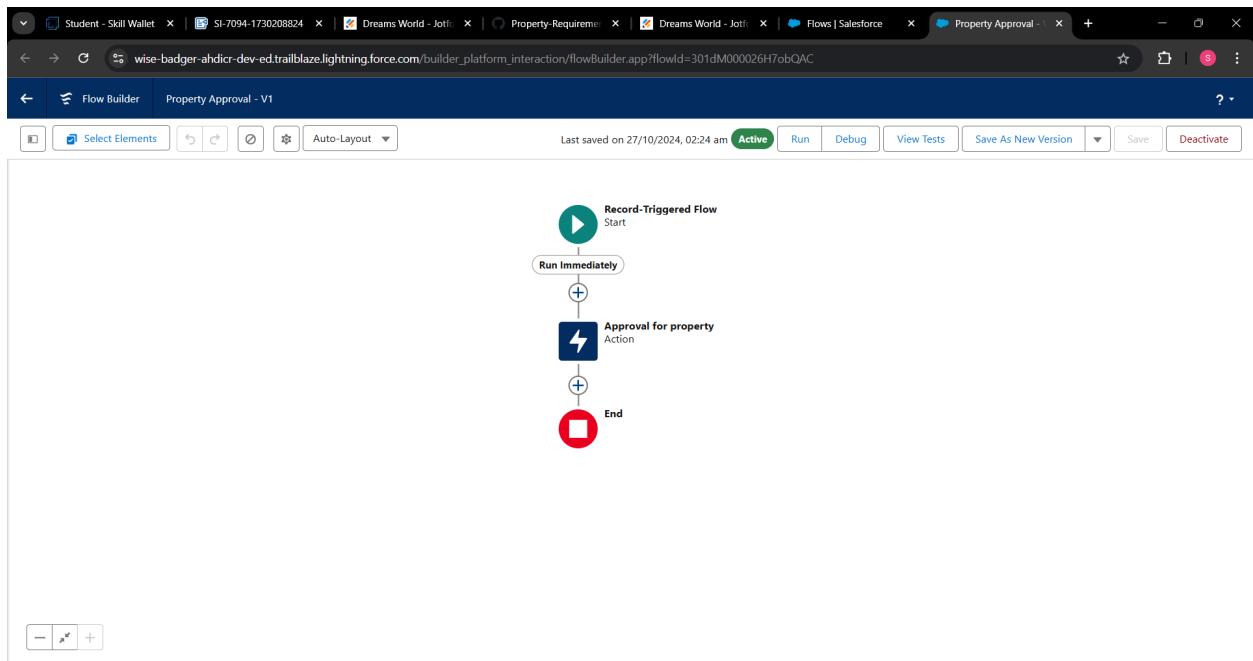 Student - Skill Wallet
SI-7094-1730208824
Dreams World - Jotfo
Property-Requiremen
Dreams World - Jotfo
Flows | Salesforce
Property Approval - V
wise-badger-ahdicr-dev-ed.trailblaze.lightning.force.com/builder_platform_interaction/flowBuilder.app?flowId=301dM000026H7obQAC
S
Flow Builder
Property Approval - V1
?
Select Elements
Auto-Layout
Last saved on 27/10/2024, 02:24 am
Active
Run
Debug
View Tests
Save As New Version
Save
Deactivate
Record-Triggered Flow
Start
Run Immediately
Approval for property
Action
End